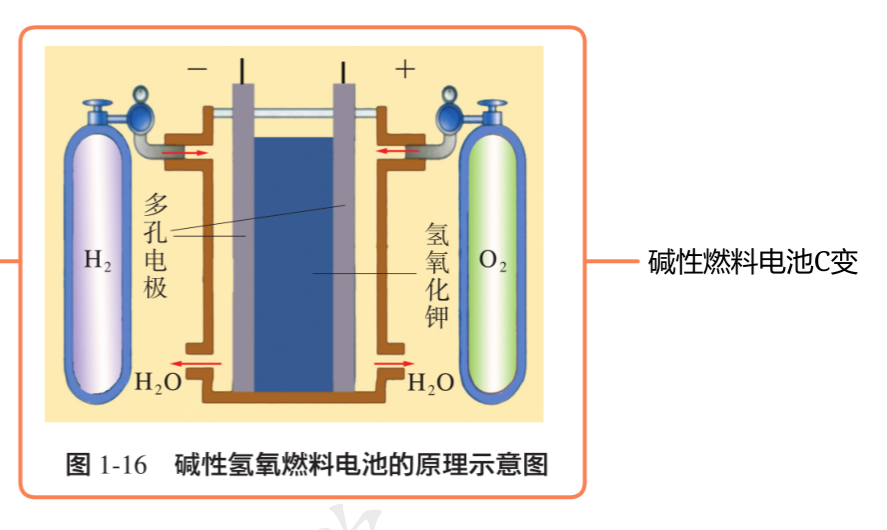 − +
多孔电极
氢氧化钾
H₂
O₂
H₂O
H₂O
碱性燃料电池C变
图 1-16 碱性氢氧燃料电池的原理示意图